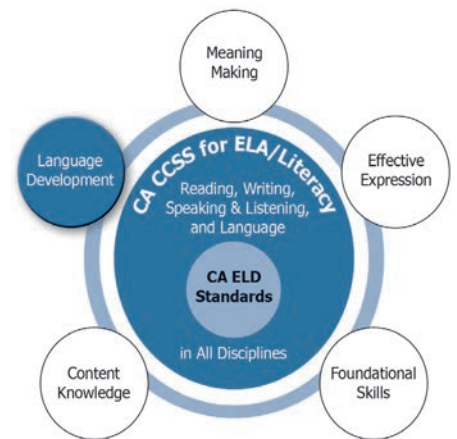 Meaning
Making
Language
Development
Effective
Expression
CA CCSS for ELA/Literacy
Reading, Writing,
Speaking & Listening,
and Language
CA ELD
Standards
in All Disciplines
Content
Knowledge
Foundational
Skills